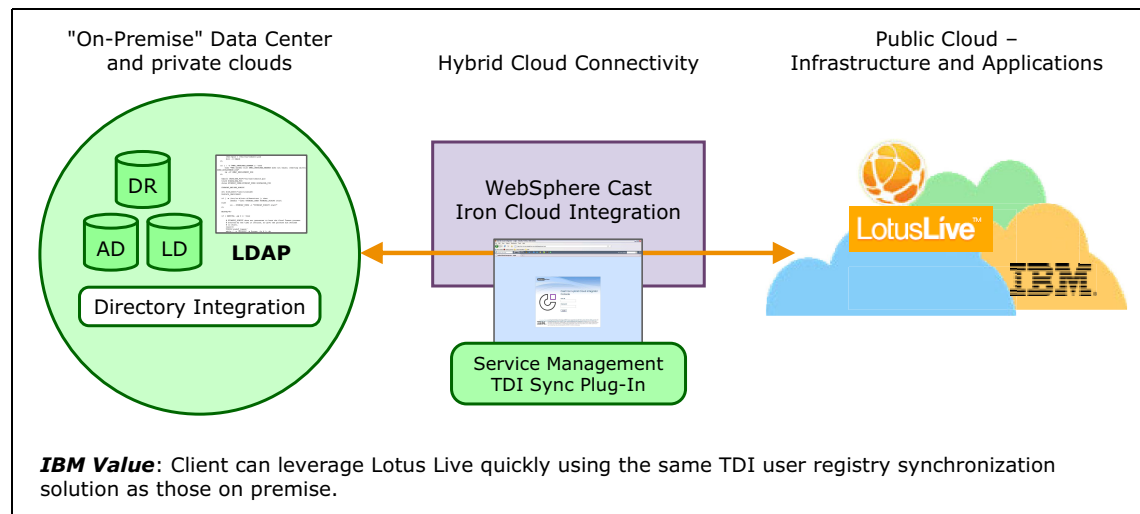 "On-Premise" Data Center
and private clouds
Hybrid Cloud Connectivity
Public Cloud –
Infrastructure and Applications
DR
AD
LD
LDAP
Directory Integration
WebSphere Cast
Iron Cloud Integration
Service Management
TDI Sync Plug-In
LotusLive™
IBM®
IBM Value: Client can leverage Lotus Live quickly using the same TDI user registry synchronization
solution as those on premise.